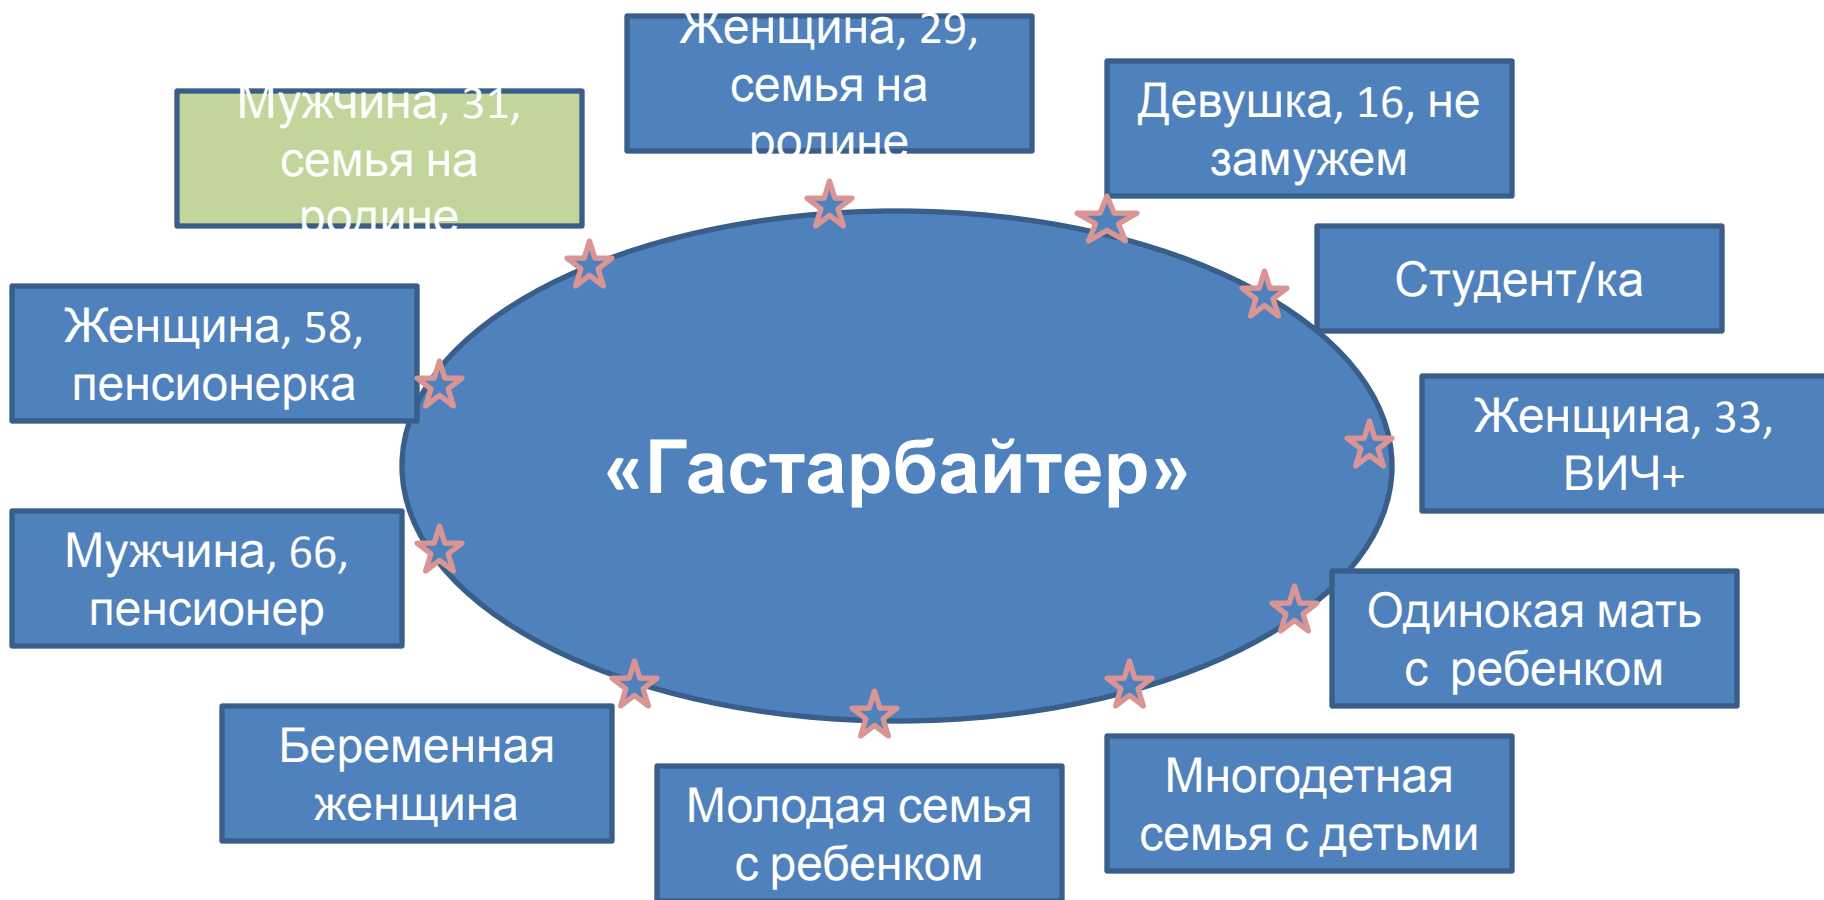 Женщина, 29,
семья на
родине
Мужчина, 31,
семья на
родине
Девушка, 16, не
замужем
Студент/ка
Женщина, 58,
пенсионерка
Женщина, 33,
ВИЧ+
«Гастарбайтер»
Мужчина, 66,
пенсионер
Одинокая мать
с ребенком
Беременная
женщина
Молодая семья
с ребенком
Многодетная
семья с детьми